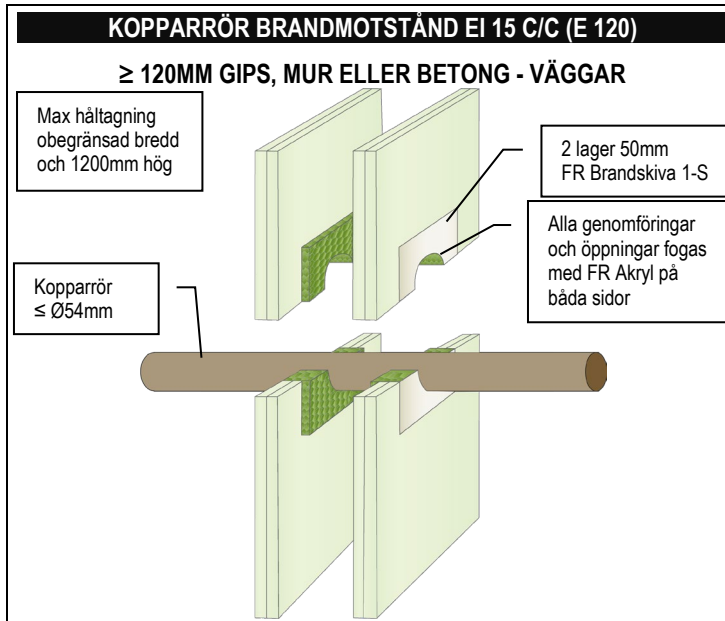 KOPPARRÖR BRANDMOTSTÅND EI 15 C/C (E 120)
≥ 120MM GIPS, MUR ELLER BETONG - VÄGGAR
Max håltagning
obegränsad bredd
och 1200mm hög
2 lager 50mm
FR Brandskiva 1-S
Alla genomföringar
och öppningar fogas
med FR Akryl på
båda sidor
Kopparrör
≤ Ø54mm